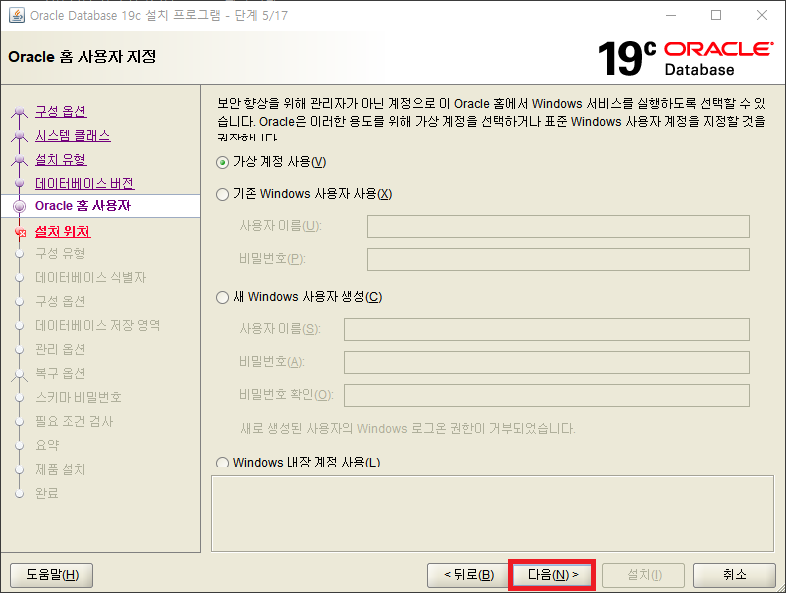 Oracle Database 19c 설치 프로그램 - 단계 5/17
Oracle 홈 사용자 지정
19c ORACLE
Database
구성 옵션
시스템 클래스
설치 유형
데이터베이스 버전
Oracle 홈 사용자
설치 위치
구성 유형
데이터베이스 식별자
구성 옵션
데이터베이스 저장 영역
관리 옵션
복구 옵션
스키마 비밀번호
필요 조건 검사
요약
제품 설치
완료
보안 향상을 위해 관리자가 아닌 계정으로 이 Oracle 홈에서 Windows 서비스를 실행하도록 선택할 수 있
습니다. Oracle은 이러한 용도를 위해 가상 계정을 선택하거나 표준 Windows 사용자 계정을 지정할 것을
권장합니다.
가상 계정 사용(V)
기존 Windows 사용자 사용(X)
사용자 이름(U):
비밀번호(P):
새 Windows 사용자 생성(C)
사용자 이름(S):
비밀번호(A):
비밀번호 확인(O):
새로 생성된 사용자의 Windows 로그온 권한이 거부되었습니다.
Windows 내장 계정 사용(L)
도움말(H)
< 뒤로(B)
다음(N) >
설치(I)
취소